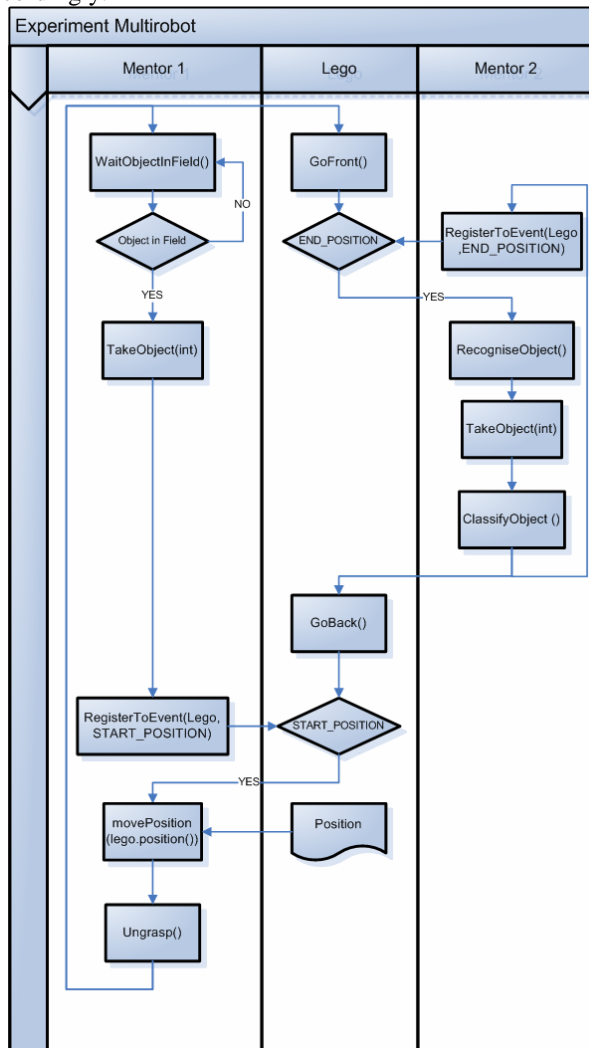 Experiment Multirobot
Mentor 1
Lego
Mentor 2
WaitObjectInField()
GoFront()
NO
Object in Field
END_POSITION
RegisterToEvent(Lego
,END_POSITION)
YES
YES
TakeObject(int)
RecogniseObject()
TakeObject(int)
ClassifyObject ()
GoBack()
RegisterToEvent(Lego,
START_POSITION)
START_POSITION
YES
movePosition
(lego.position())
Position
Ungrasp()